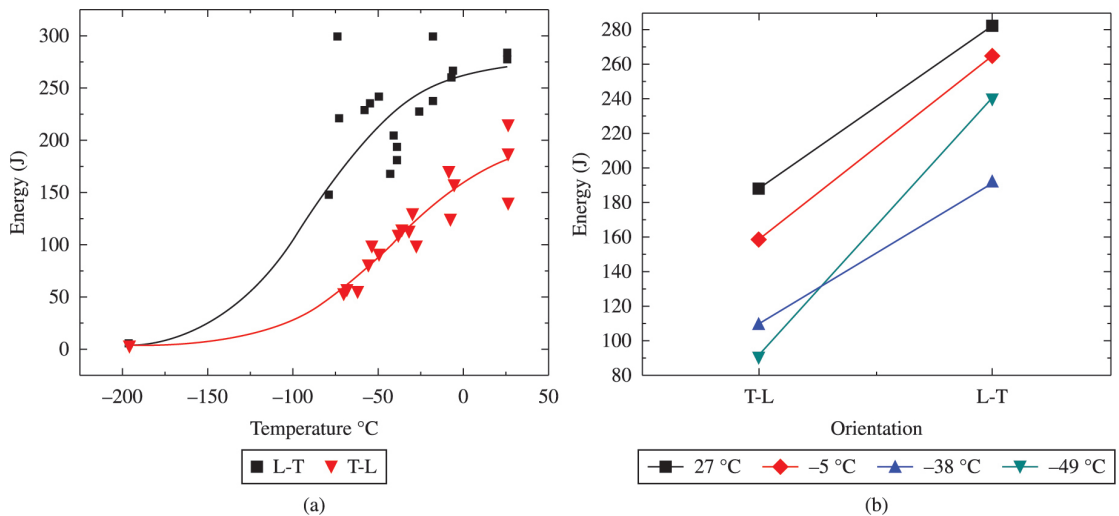 300
250
200
150
100
50
0
Energy (J)
−200
−150
−100
−50
0
50
Temperature °C
L-T
T-L
(a)
280
260
240
220
200
180
160
140
120
100
80
Energy (J)
T-L
L-T
Orientation
27 °C
−5 °C
−38 °C
−49 °C
(b)